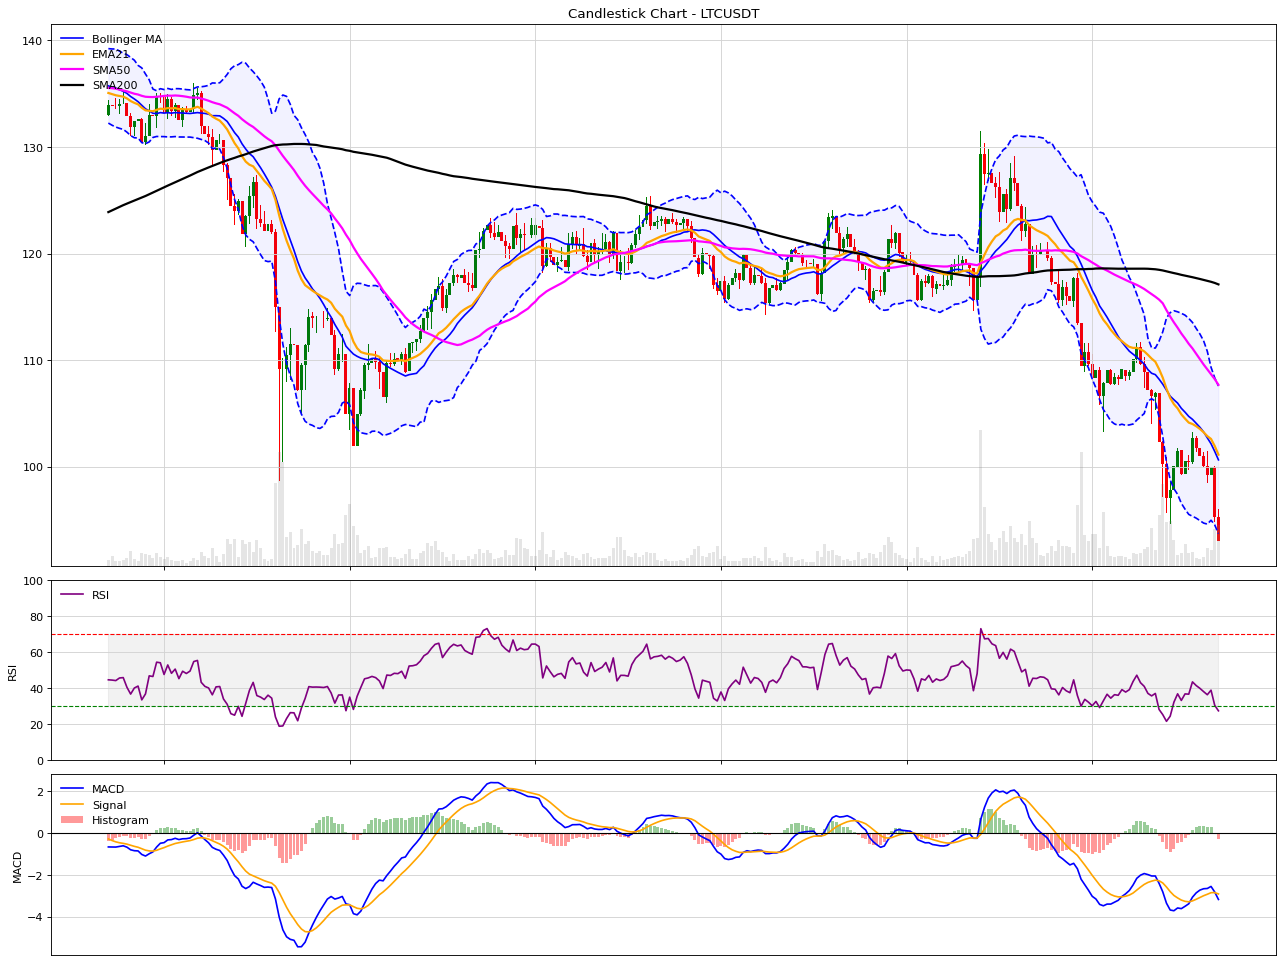 Candlestick Chart - LTCUSDT
Bollinger MA
EMA21
SMA50
SMA200
140
130
120
110
100
RSI
100
80
60
40
20
0
RSI
MACD
Signal
Histogram
2
0
−2
−4
MACD